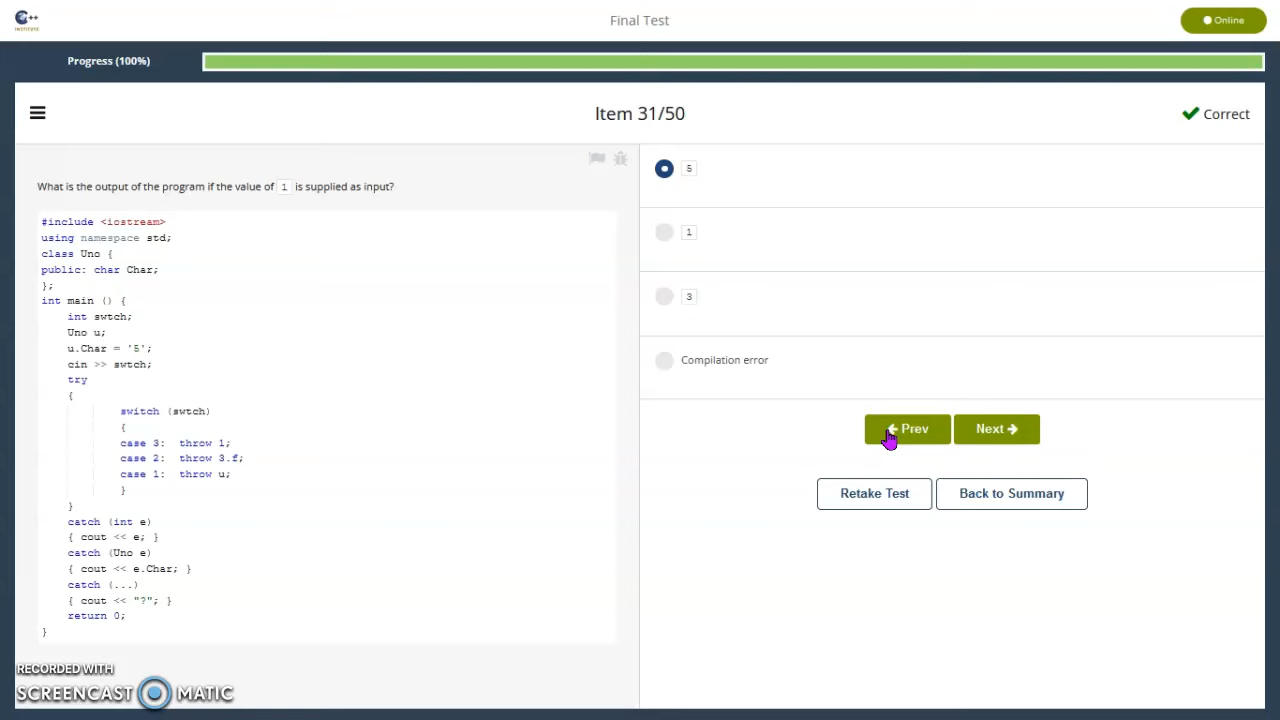 C++
INSTITUTE
Final Test
Online
Progress (100%)
Item 31/50
Correct
What is the output of the program if the value of 1 is supplied as input?
#include <iostream>
using namespace std;
class Uno {
public: char Char;
};
int main () {
int swtch;
Uno u;
u.Char = '5';
cin >> swtch;
try
{
switch (swtch)
{
case 3:  throw 1;
case 2:  throw 3.f;
case 1:  throw u;
}
}
catch (int e)
{ cout << e; }
catch (Uno e)
{ cout << e.Char; }
catch (...)
{ cout << "?"; }
return 0;
}
5
1
3
Compilation error
Prev
Next
Retake Test
Back to Summary
RECORDED WITH
SCREENCAST MATIC